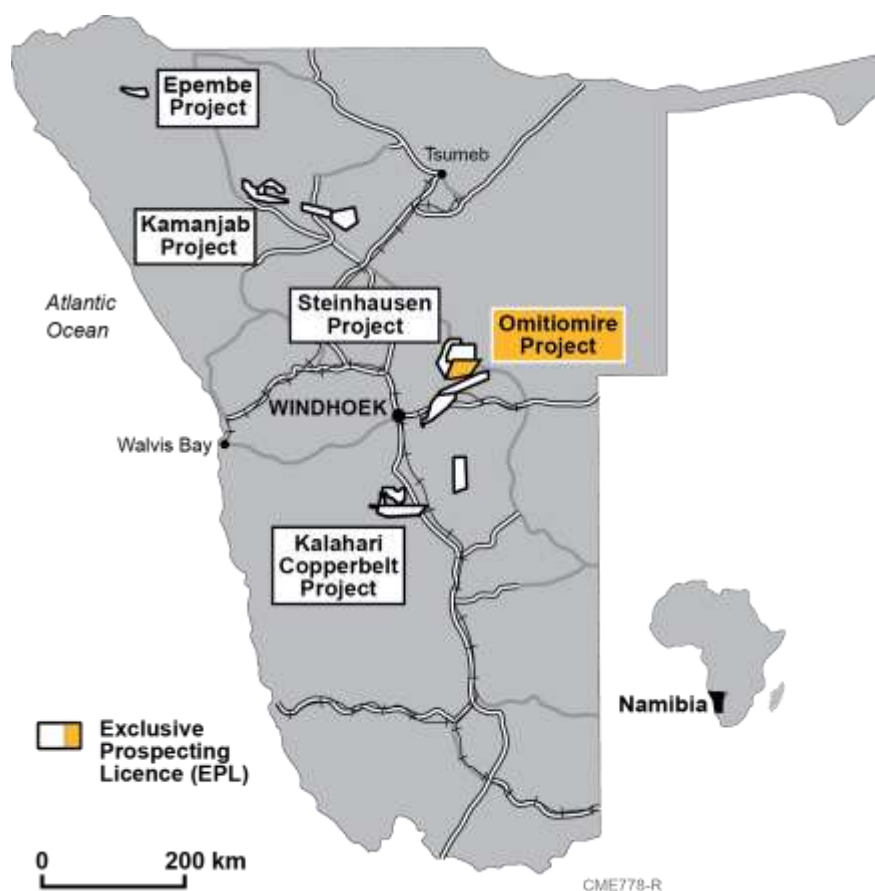 Epembe
Project
Tsumeb
Kamanjab
Project
Atlantic
Ocean
Steinhausen
Project
Omitiomire
Project
WINDHOEK
Walvis Bay
Kalahari
Copperbelt
Project
Namibia
Exclusive
Prospecting
Licence (EPL)
0 200 km
CME778-R